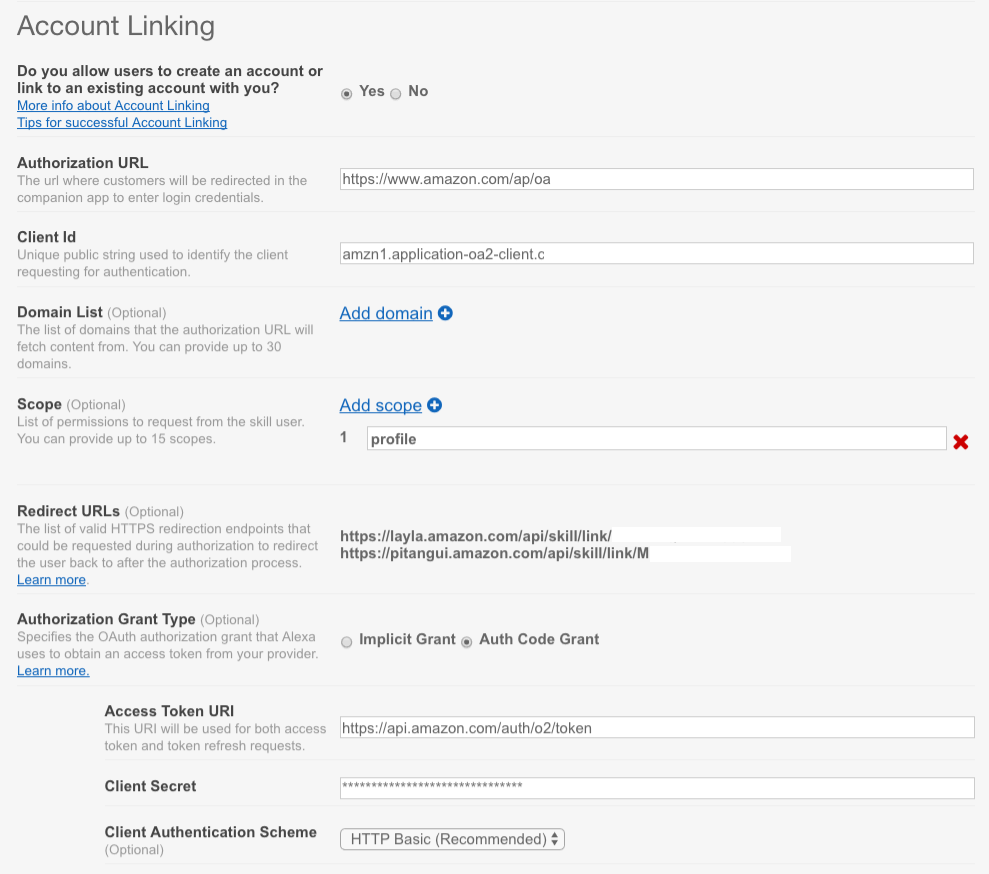 Account Linking
Do you allow users to create an account or
link to an existing account with you?
Yes No
More info about Account Linking
Tips for successful Account Linking
Authorization URL
The url where customers will be redirected in the
companion app to enter login credentials.
https://www.amazon.com/ap/oa
Client Id
Unique public string used to identify the client
requesting for authentication.
amzn1.application-oa2-client.c
Domain List (Optional)
The list of domains that the authorization URL will
fetch content from. You can provide up to 30
domains.
Add domain
Scope (Optional)
List of permissions to request from the skill user.
You can provide up to 15 scopes.
Add scope
1 profile
Redirect URLs (Optional)
The list of valid HTTPS redirection endpoints that
could be requested during authorization to redirect
the user back to after the authorization process.
Learn more.
https://layla.amazon.com/api/skill/link/
https://pitangui.amazon.com/api/skill/link/M
Authorization Grant Type (Optional)
Specifies the OAuth authorization grant that Alexa
uses to obtain an access token from your provider.
Learn more.
Implicit Grant Auth Code Grant
Access Token URI
This URI will be used for both access
token and token refresh requests.
https://api.amazon.com/auth/o2/token
Client Secret
*******************************
Client Authentication Scheme
(Optional)
HTTP Basic (Recommended)